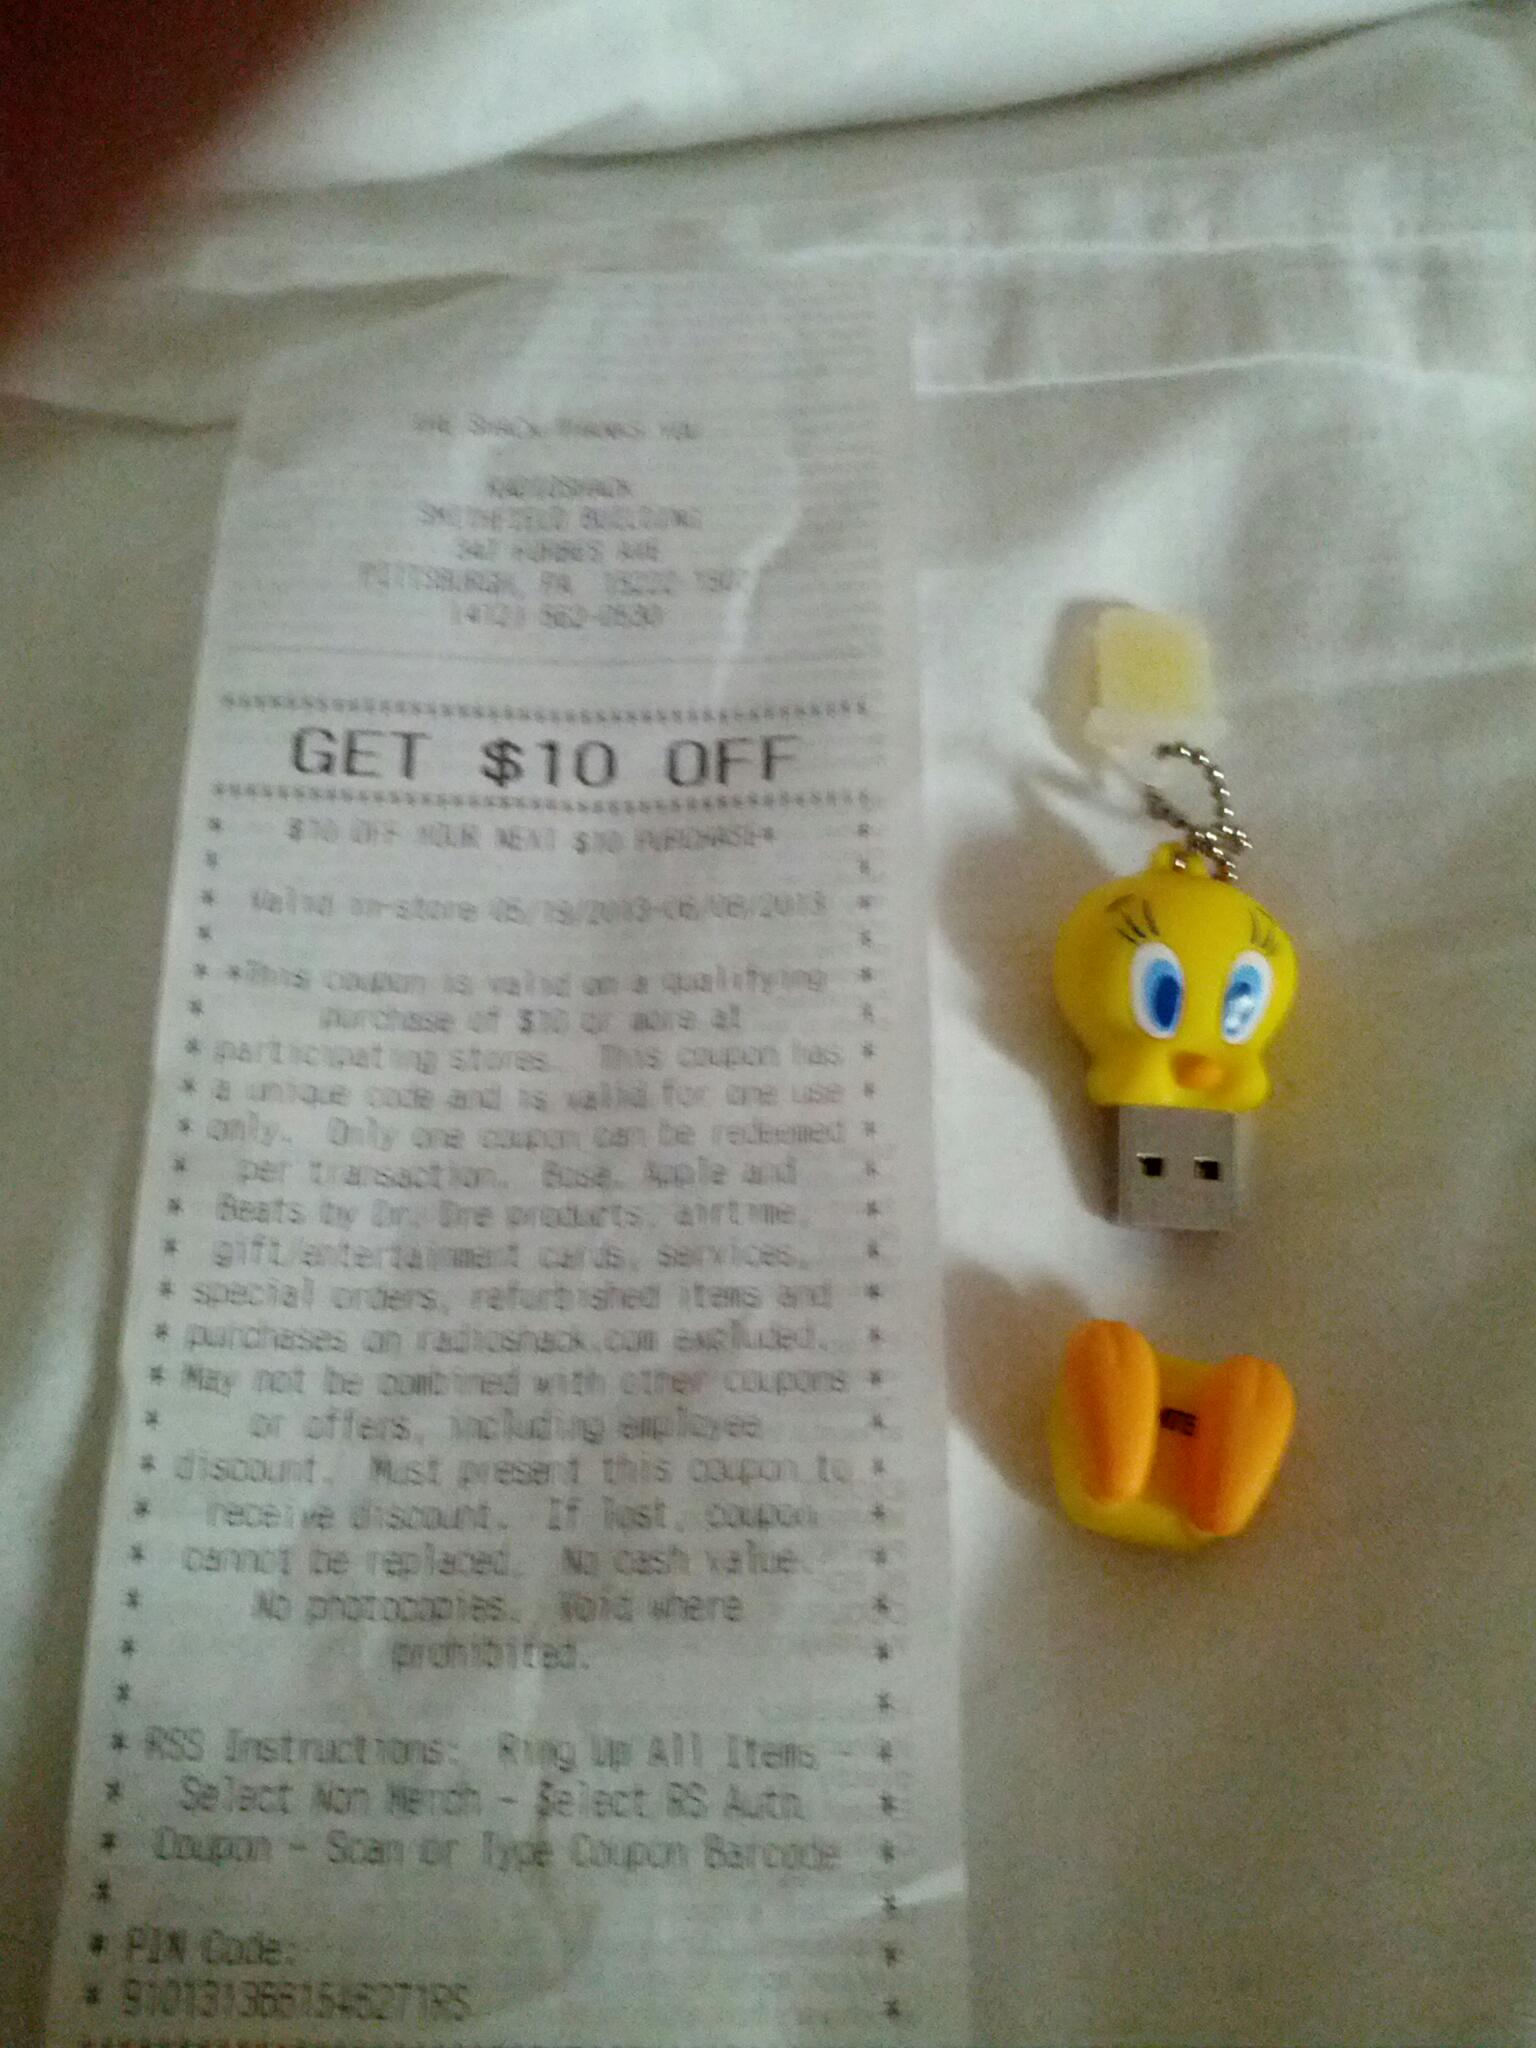 THE SHACK THANKS YOU
RADIOSHACK
SMITHFIELD BUILDING
347 FORBES AVE
PITTSBURGH, PA 15222
(412)
GET $10 OFF
$10 OFF YOUR NEXT $10 PURCHASE*
Valid in-store 05/19/2013-06/08/2013
*This coupon is valid on a qualifying
purchase of $10 or more at
participating stores. This coupon has
a unique code and is valid for one use
only. Only one coupon can be redeemed
per transaction. Bose, Apple and
Beats by Dr. Dre products, airtime,
gift/entertainment cards, services,
special orders, refurbished items and
purchases on radioshack.com excluded.
May not be combined with other coupons
or offers, including employee
discount. Must present this coupon to
receive discount. If lost, coupon
cannot be replaced. No cash value.
No photocopies. Void where
prohibited.
RSS Instructions: Ring Up All Items -
Select Non Merch - Select RS Auth
Coupon - Scan or Type Coupon Barcode
PIN Code: